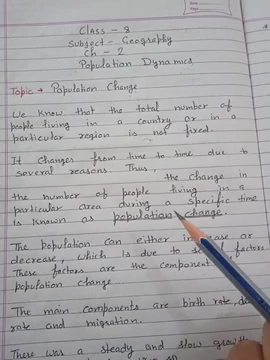 Class - 8
Subject - Geography
Ch - 2
Population Dynamics
Topic → Population Change
We know that the total number of
people living in a country or in a
particular region is not fixed.
It changes from time to time due to
several reasons. Thus, the change in
the number of people living in a
particular area during a specific time
is known as population change.
The population can either increase or
decrease, which is due to
These factors are the
population change
The main components are birth rate,
rate and migration.
There was a steady and slow growth